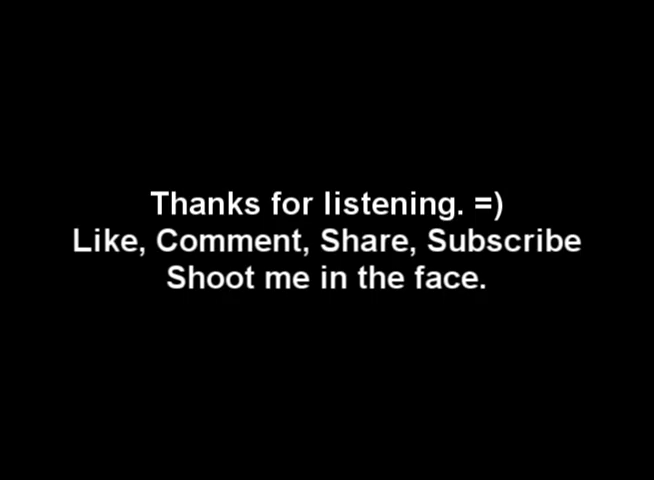 Thanks for listening. =)
Like, Comment, Share, Subscribe
Shoot me in the face.